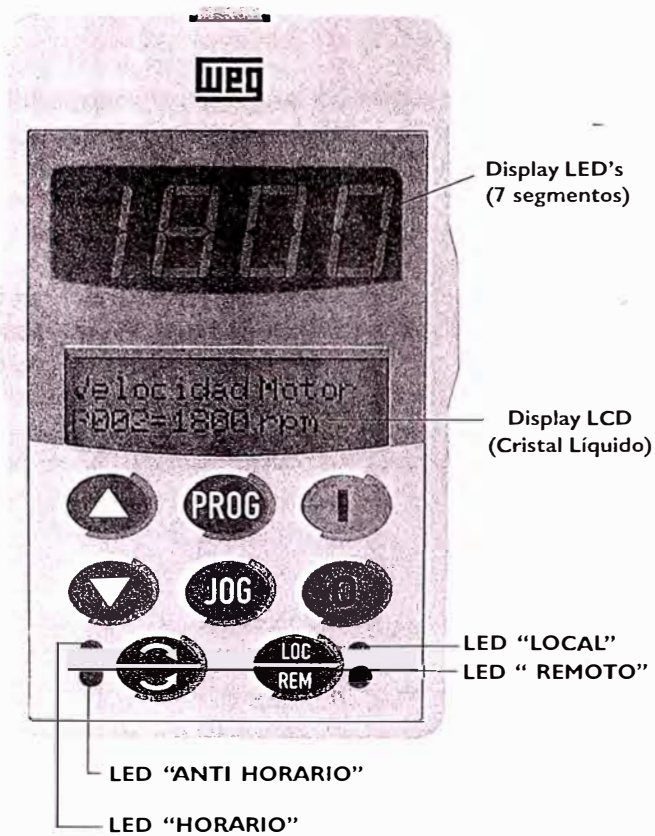 weg
Display LED's
(7 segmentos)
1800
Velocidad Motor
P002=1800 rpm
Display LCD
(Cristal Líquido)
PROG
I
JOG
0
LOC
REM
LED “LOCAL”
LED “ REMOTO”
LED “ANTI HORARIO”
LED “HORARIO”